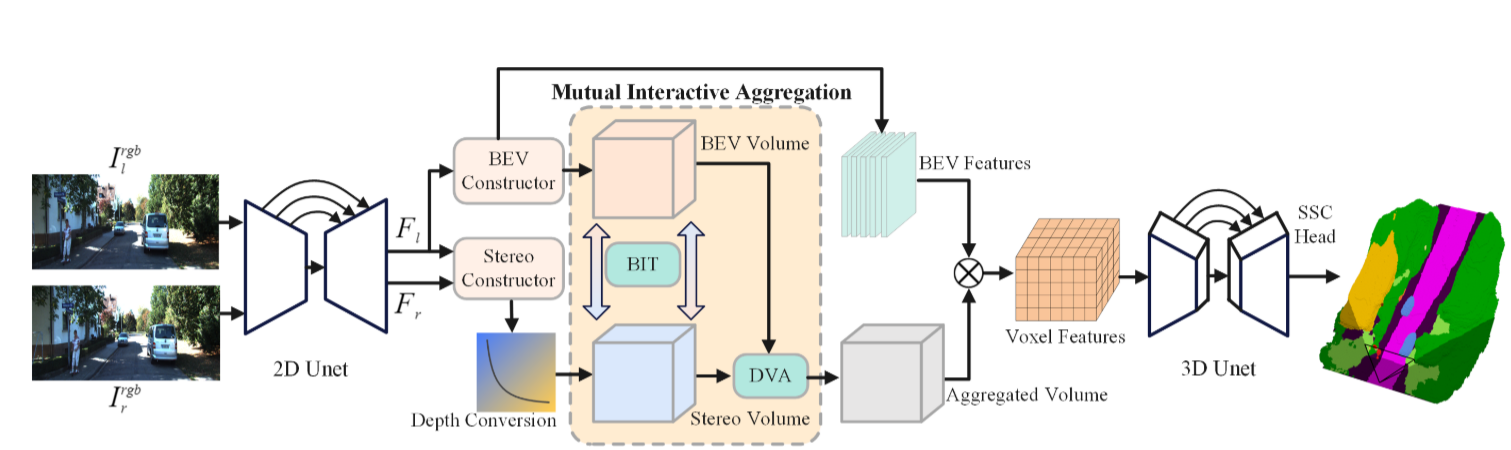 Mutual Interactive Aggregation
I_l^{rgb}
BEV
Constructor
BEV Volume
BEV Features
F_l
Stereo
Constructor
BIT
SSC
Head
F_r
I_r^{rgb}
2D Unet
Depth Conversion
Stereo Volume
DVA
Aggregated Volume
Voxel Features
3D Unet